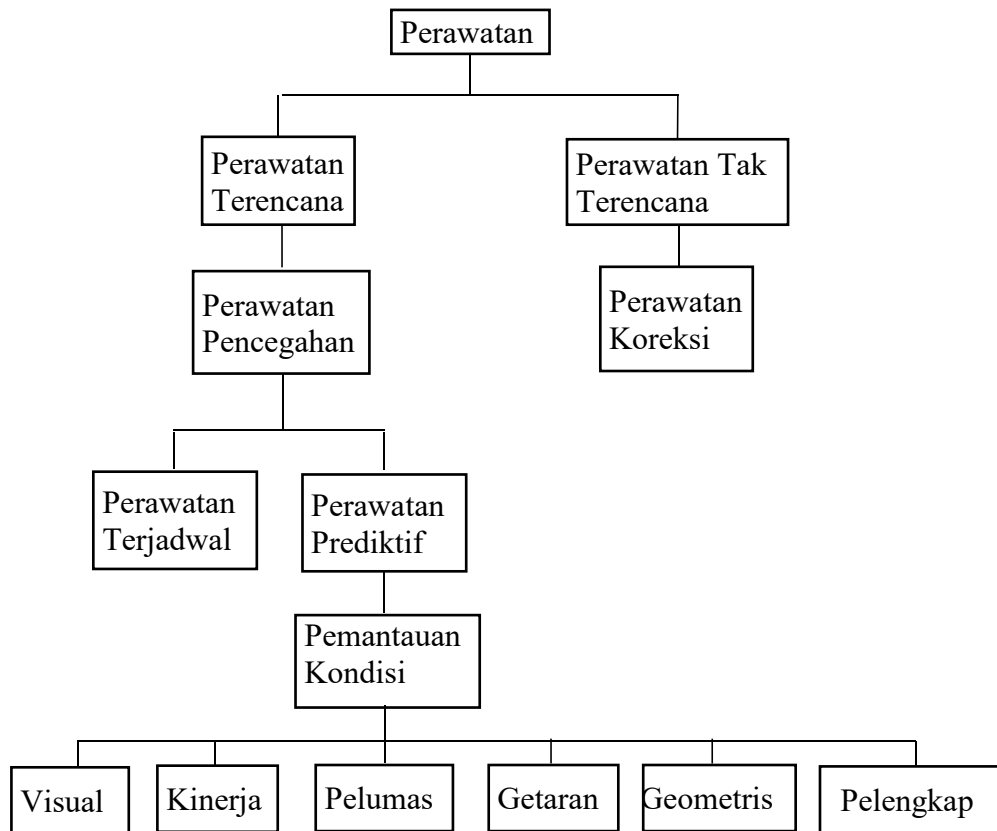 Perawatan
Perawatan
Terencana
Perawatan Tak
Terencana
Perawatan
Pencegahan
Perawatan
Koreksi
Perawatan
Terjadwal
Perawatan
Prediktif
Pemantauan
Kondisi
Visual
Kinerja
Pelumas
Getaran
Geometris
Pelengkap